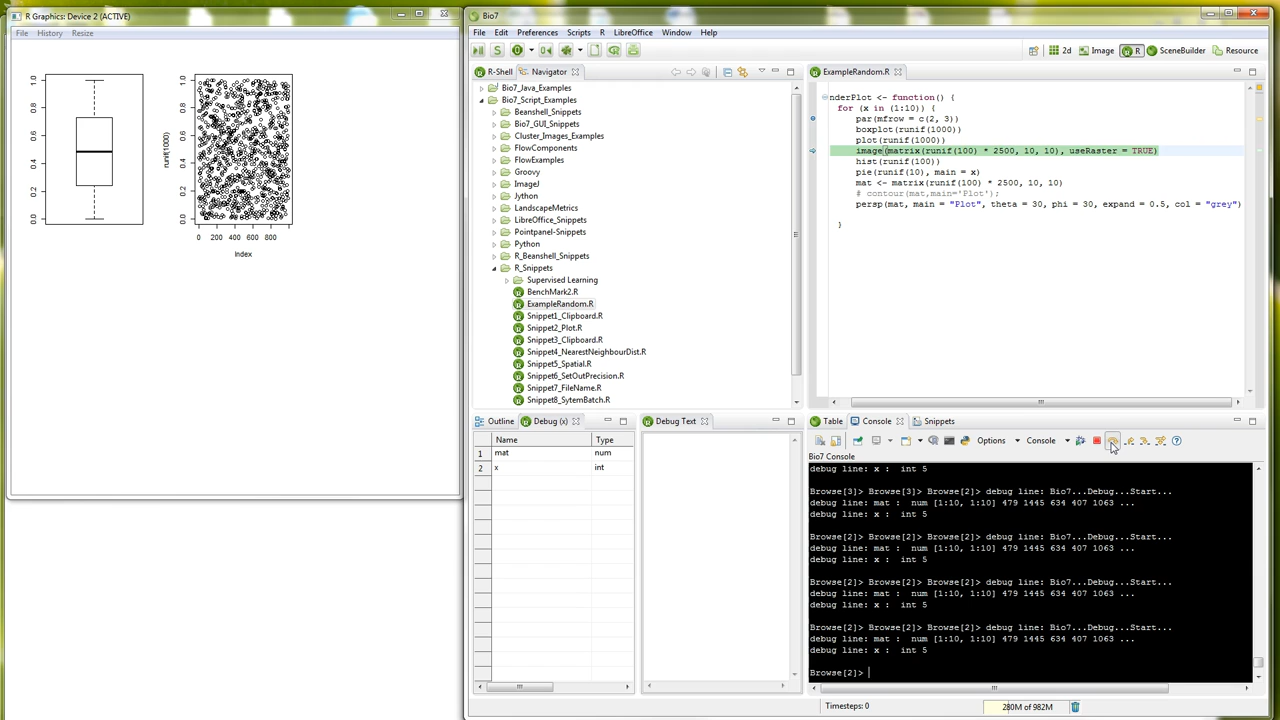 R Graphics: Device 2 (ACTIVE)
File History Resize
0.0 0.2 0.4 0.6 0.8 1.0
runif(1000)
0.0 0.2 0.4 0.6 0.8 1.0
0 200 400 600 800
Index
Bio7
File Edit Preferences Scripts R LibreOffice Window Help
2d Image R SceneBuilder Resource
R-Shell Navigator
Bio7_Java_Examples
Bio7_Script_Examples
Beanshell_Snippets
Bio7_GUI_Snippets
Cluster_Images_Examples
FlowComponents
FlowExamples
Groovy
ImageJ
Jython
LandscapeMetrics
LibreOffice_Snippets
Pointpanel-Snippets
Python
R_Beanshell_Snippets
R_Snippets
Supervised Learning
BenchMark2.R
ExampleRandom.R
Snippet1_Clipboard.R
Snippet2_Plot.R
Snippet3_Clipboard.R
Snippet4_NearestNeighbourDist.R
Snippet5_Spatial.R
Snippet6_SetOutPrecision.R
Snippet7_FileName.R
Snippet8_SytemBatch.R
ExampleRandom.R
nderPlot <- function() {
for (x in (1:10)) {
par(mfrow = c(2, 3))
boxplot(runif(1000))
plot(runif(1000))
image(matrix(runif(100) * 2500, 10, 10), useRaster = TRUE)
hist(runif(100))
pie(runif(10), main = x)
mat <- matrix(runif(100) * 2500, 10, 10)
# contour(mat,main='Plot');
persp(mat, main = "Plot", theta = 30, phi = 30, expand = 0.5, col = "grey")
}
Outline Debug (x)
Name Type
1 mat num
2 x int
Debug Text
Table Console Snippets
Options Console
Bio7 Console
debug line: x : int 5
Browse[3]> Browse[3]> Browse[2]> debug line: Bio7...Debug...Start...
debug line: mat : num [1:10, 1:10] 479 1445 634 407 1063 ...
debug line: x : int 5
Browse[2]> Browse[2]> Browse[2]> debug line: Bio7...Debug...Start...
debug line: mat : num [1:10, 1:10] 479 1445 634 407 1063 ...
debug line: x : int 5
Browse[2]> Browse[2]> Browse[2]> debug line: Bio7...Debug...Start...
debug line: mat : num [1:10, 1:10] 479 1445 634 407 1063 ...
debug line: x : int 5
Browse[2]> Browse[2]> Browse[2]> debug line: Bio7...Debug...Start...
debug line: mat : num [1:10, 1:10] 479 1445 634 407 1063 ...
debug line: x : int 5
Browse[2]>
Timesteps: 0
280M of 982M